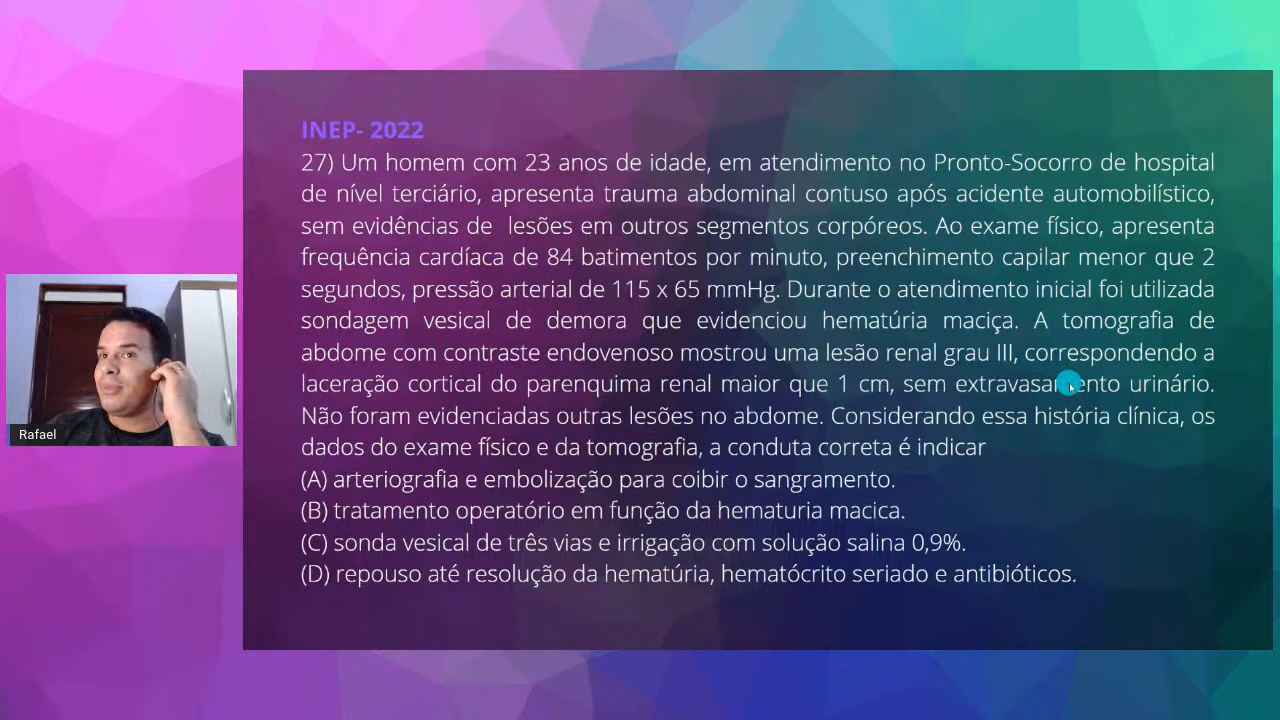 INEP- 2022
27) Um homem com 23 anos de idade, em atendimento no Pronto-Socorro de hospital
de nível terciário, apresenta trauma abdominal contuso após acidente automobilístico,
sem evidências de lesões em outros segmentos corpóreos. Ao exame físico, apresenta
frequência cardíaca de 84 batimentos por minuto, preenchimento capilar menor que 2
segundos, pressão arterial de 115 x 65 mmHg. Durante o atendimento inicial foi utilizada
sondagem vesical de demora que evidenciou hematúria maciça. A tomografia de
abdome com contraste endovenoso mostrou uma lesão renal grau III, correspondendo a
laceração cortical do parenquima renal maior que 1 cm, sem extravasamento urinário.
Não foram evidenciadas outras lesões no abdome. Considerando essa história clínica, os
dados do exame físico e da tomografia, a conduta correta é indicar
(A) arteriografia e embolização para coibir o sangramento.
(B) tratamento operatório em função da hematuria macica.
(C) sonda vesical de três vias e irrigação com solução salina 0,9%.
(D) repouso até resolução da hematúria, hematócrito seriado e antibióticos.
Rafael